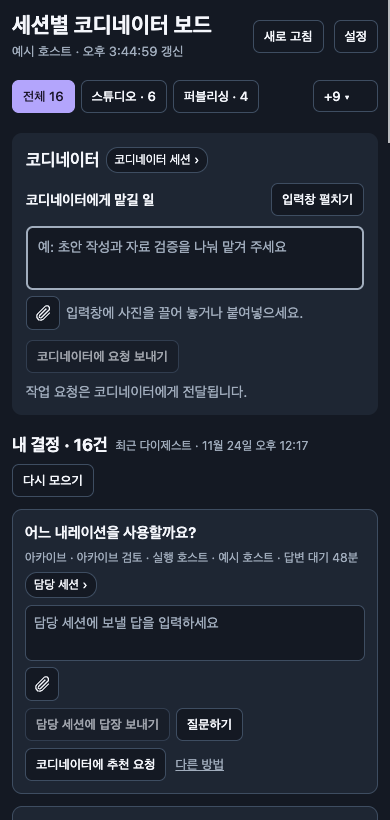 세션별 코디네이터 보드
예시 호스트 · 오후 3:44:59 갱신
새로 고침
설정
전체 16
스튜디오 · 6
퍼블리싱 · 4
+9 ▾
코디네이터
코디네이터 세션 ›
코디네이터에게 맡길 일
입력창 펼치기
예: 초안 작성과 자료 검증을 나눠 맡겨 주세요
입력창에 사진을 끌어 놓거나 붙여넣으세요.
코디네이터에 요청 보내기
작업 요청은 코디네이터에게 전달됩니다.
내 결정 · 16건
최근 다이제스트 · 11월 24일 오후 12:17
다시 모으기
어느 내레이션을 사용할까요?
아카이브 · 아카이브 검토 · 실행 호스트 · 예시 호스트 · 답변 대기 48분
담당 세션 ›
담당 세션에 보낼 답을 입력하세요
담당 세션에 답장 보내기
질문하기
코디네이터에 추천 요청
다른 방법